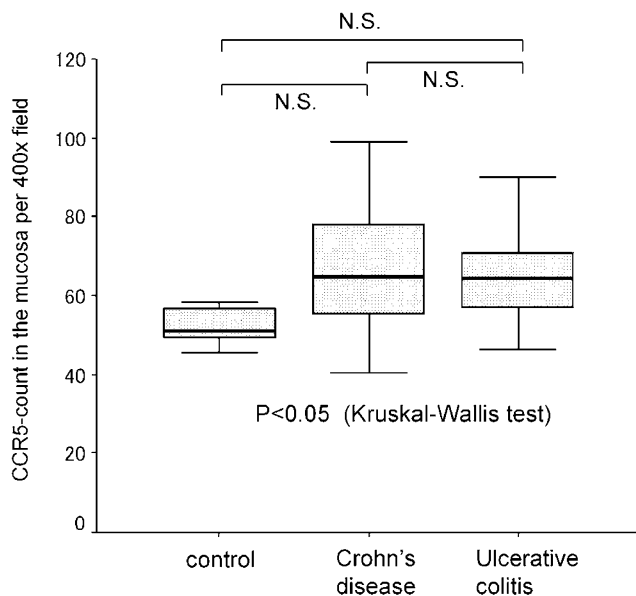 N.S.
N.S.
N.S.
CCR5-count in the mucosa per 400x field
120
100
80
60
40
20
0
P<0.05 (Kruskal-Wallis test)
control
Crohn's
disease
Ulcerative
colitis